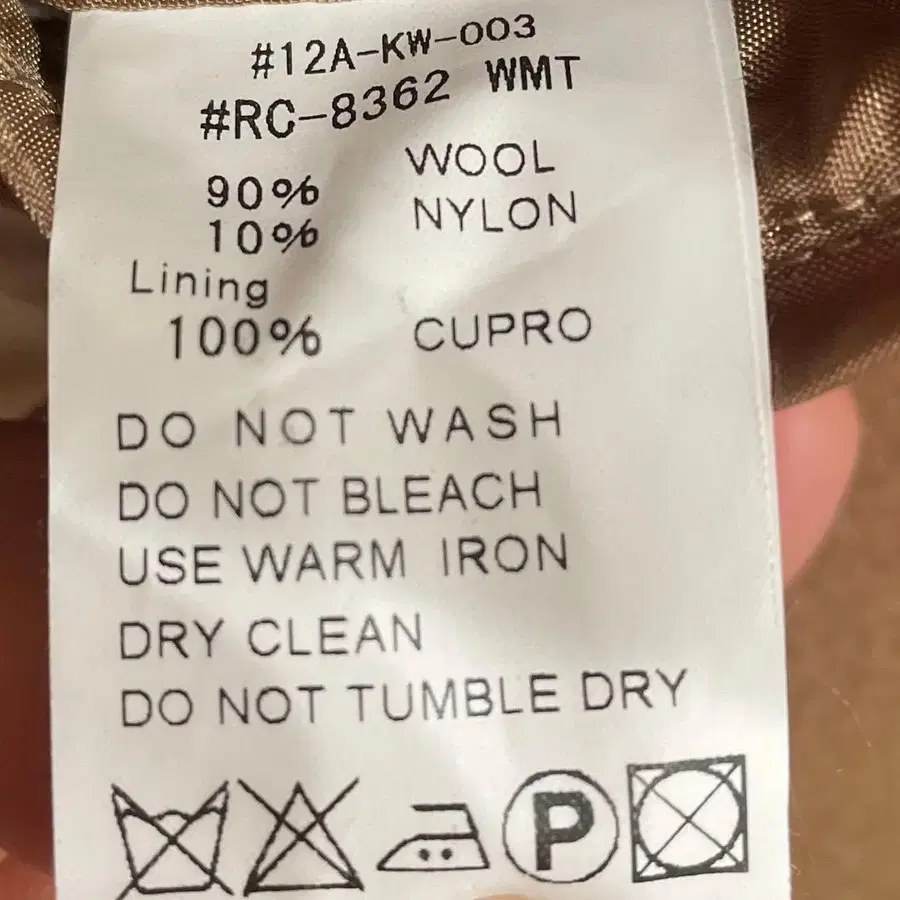 #12A-KW-003
#RC-8362 WMT
90% WOOL
10% NYLON
Lining
100% CUPRO
DO NOT WASH
DO NOT BLEACH
USE WARM IRON
DRY CLEAN
DO NOT TUMBLE DRY
P